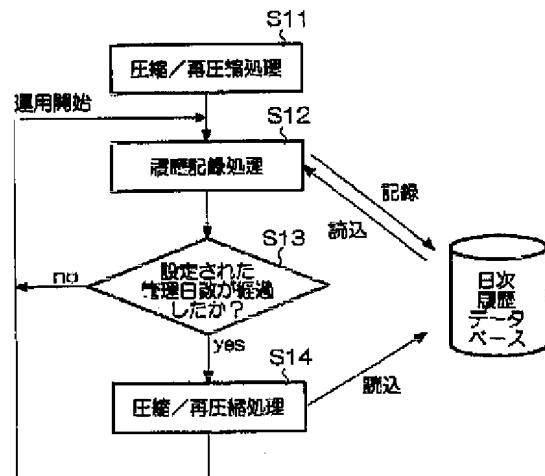 S11
圧縮／再圧縮処理
運用開始
S12
履歴記録処理
記録
読込
S13
設定された
管理日数が経過
したか？
no
yes
日次
履歴
データ
ベース
S14
圧縮／再圧縮処理
読込